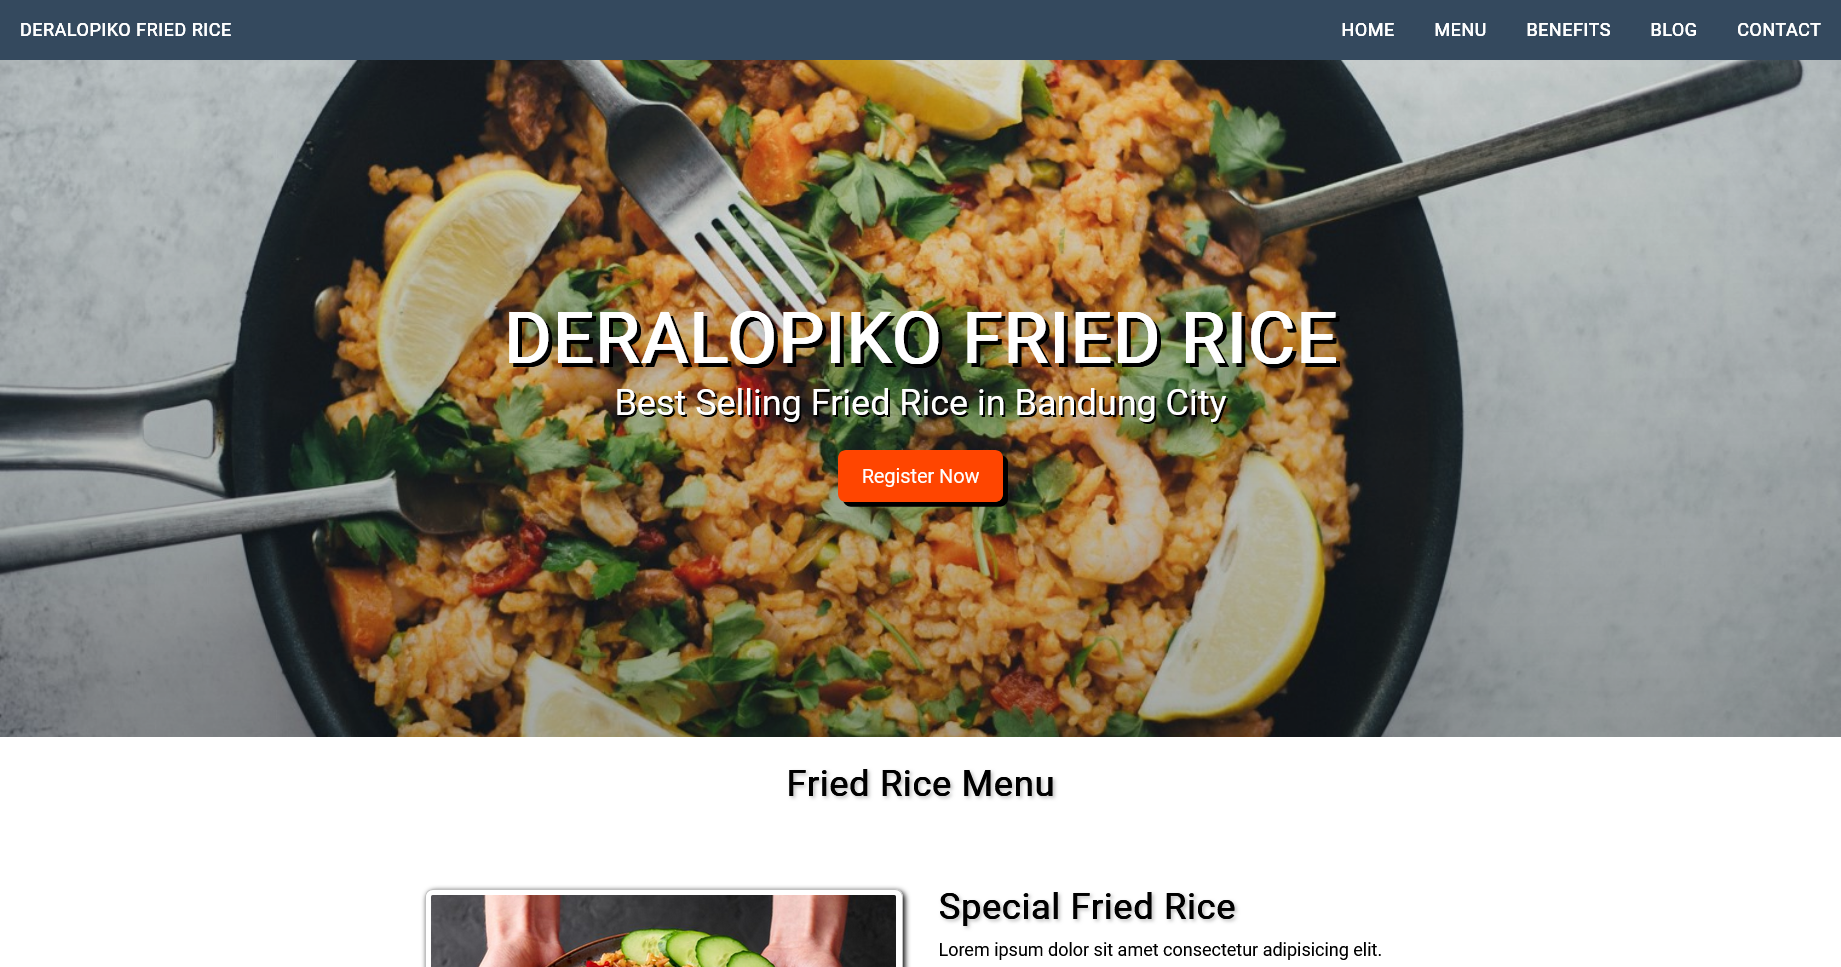 DERALOPIKO FRIED RICE
HOME MENU BENEFITS BLOG CONTACT
DERALOPIKO FRIED RICE
Best Selling Fried Rice in Bandung City
Register Now
Fried Rice Menu
Special Fried Rice
Lorem ipsum dolor sit amet consectetur adipisicing elit.